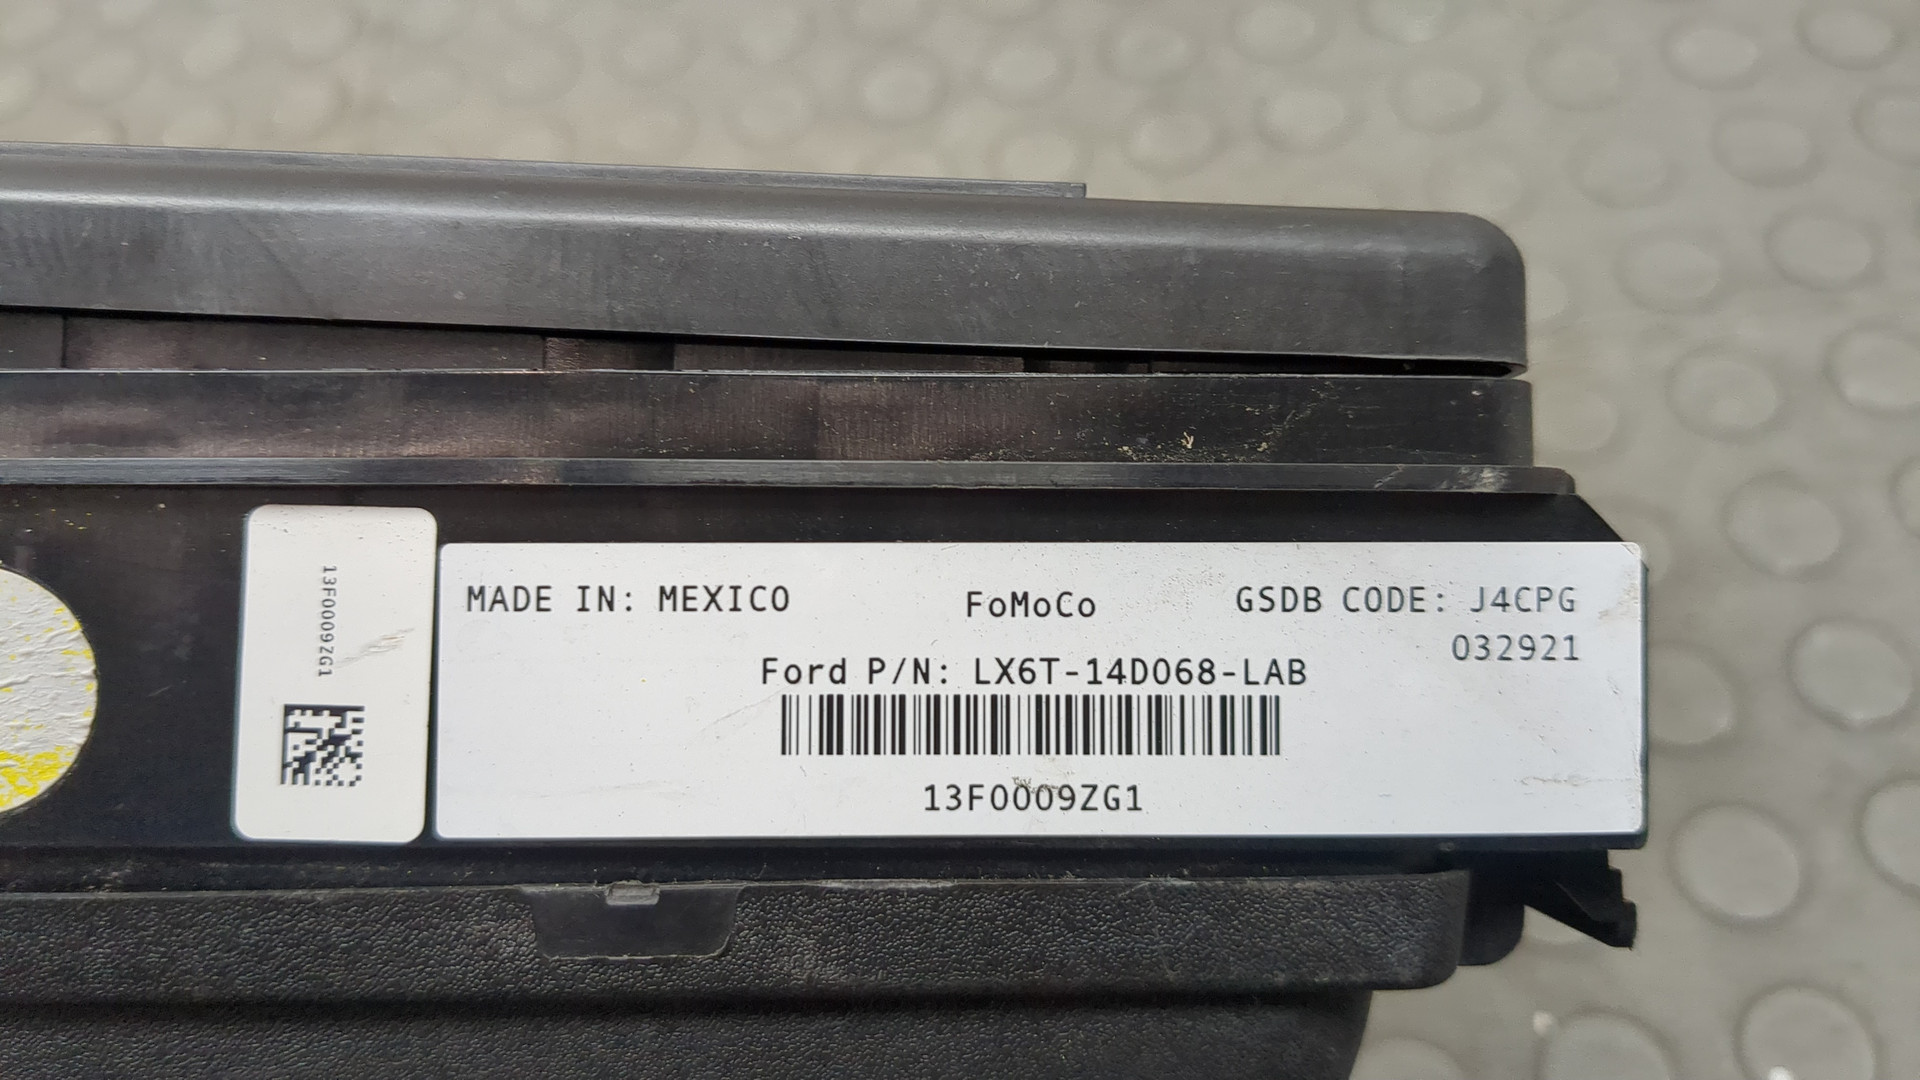 13F0009ZG1
MADE IN: MEXICO
FoMoCo
GSDB CODE: J4CPG
032921
Ford P/N: LX6T-14D068-LAB
13F0009ZG1